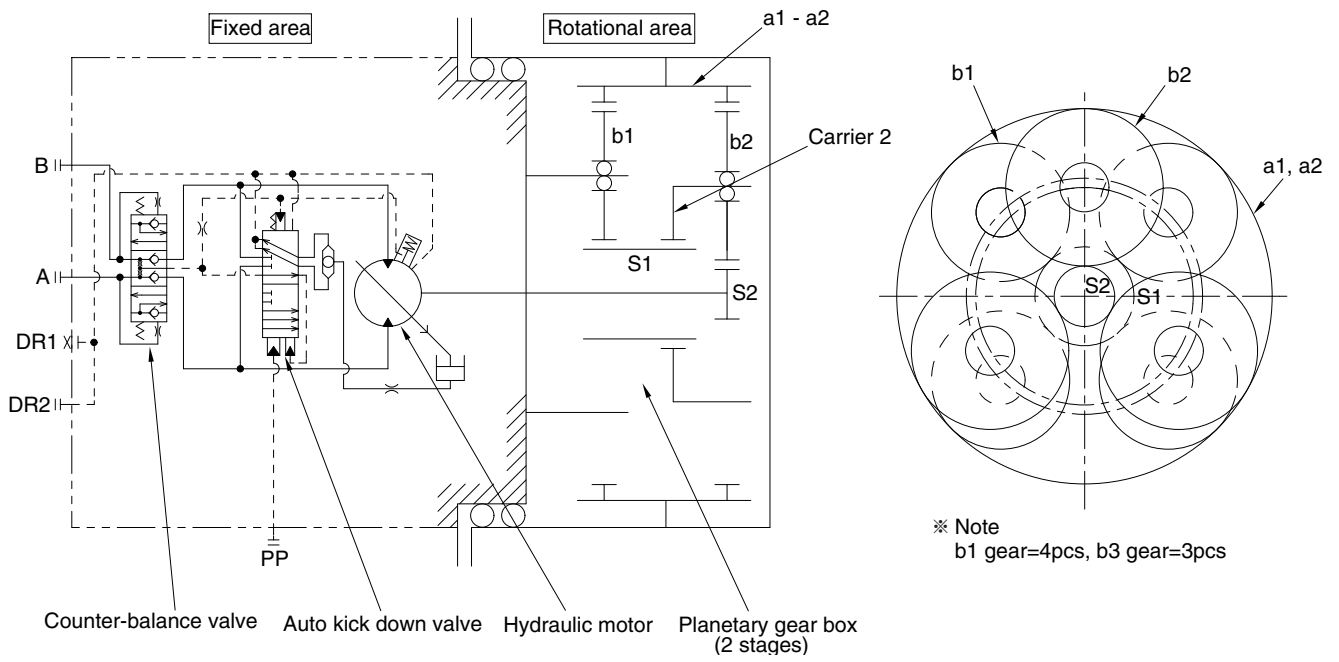 Fixed area
Rotational area
a1 - a2
b1
b2
Carrier 2
b1
b2
a1, a2
B
A
DR1
DR2
S1
S2
S2
S1
PP
※ Note
b1 gear=4pcs, b3 gear=3pcs
Counter-balance valve
Auto kick down valve
Hydraulic motor
Planetary gear box
(2 stages)